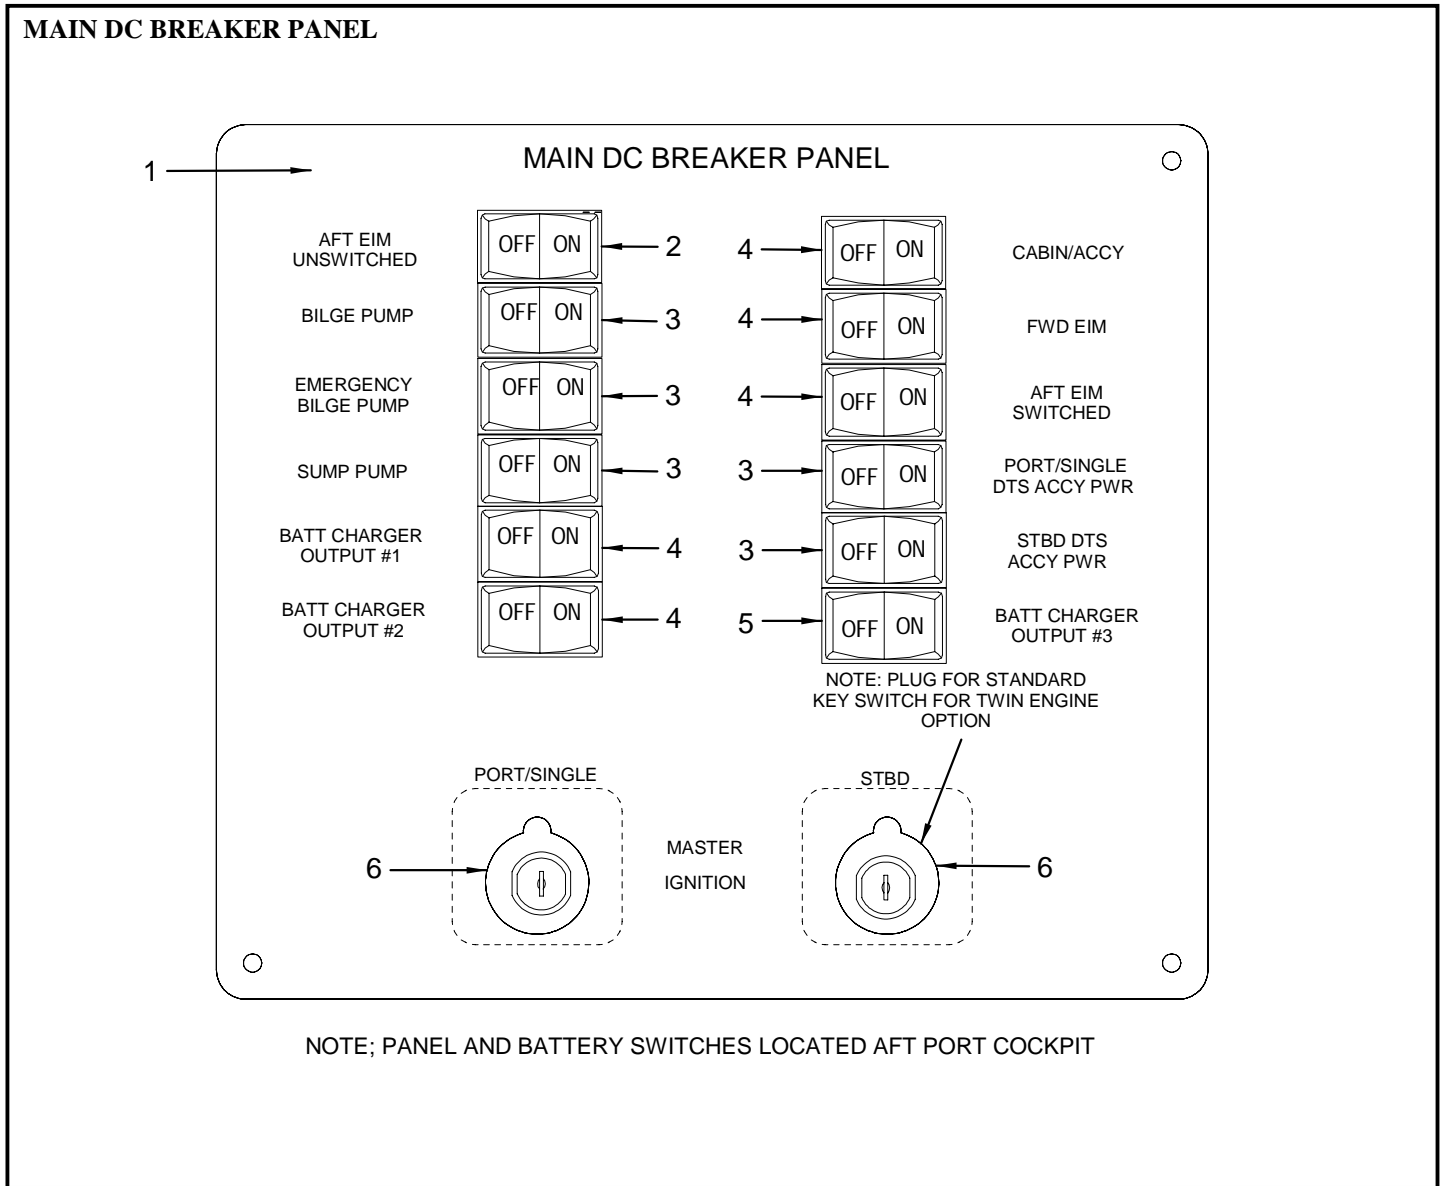 MAIN DC BREAKER PANEL
MAIN DC BREAKER PANEL
1
AFT EIM
UNSWITCHED
OFF ON
2
BILGE PUMP
OFF ON
3
EMERGENCY
BILGE PUMP
OFF ON
3
SUMP PUMP
OFF ON
3
BATT CHARGER
OUTPUT #1
OFF ON
4
BATT CHARGER
OUTPUT #2
OFF ON
4
4
OFF ON
CABIN/ACCY
4
OFF ON
FWD EIM
4
OFF ON
AFT EIM
SWITCHED
3
OFF ON
PORT/SINGLE
DTS ACCY PWR
3
OFF ON
STBD DTS
ACCY PWR
5
OFF ON
BATT CHARGER
OUTPUT #3
NOTE: PLUG FOR STANDARD
KEY SWITCH FOR TWIN ENGINE
OPTION
PORT/SINGLE
6
MASTER
IGNITION
STBD
6
NOTE; PANEL AND BATTERY SWITCHES LOCATED AFT PORT COCKPIT